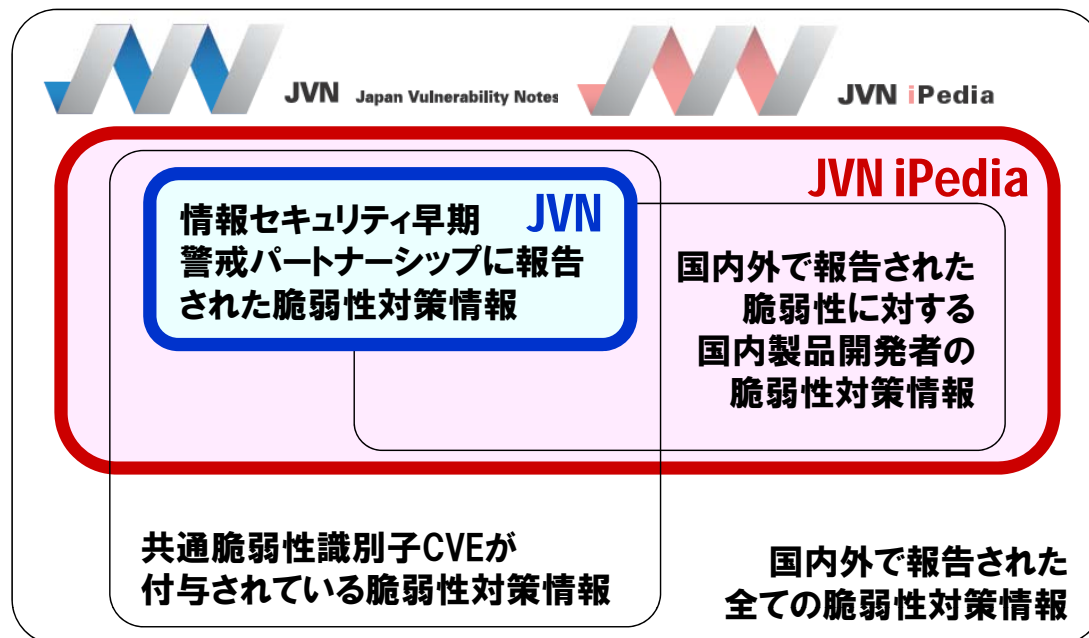 JVN Japan Vulnerability Notes
JVN iPedia
JVN iPedia
JVN
情報セキュリティ早期
警戒パートナーシップに報告
された脆弱性対策情報
国内外で報告された
脆弱性に対する
国内製品開発者の
脆弱性対策情報
共通脆弱性識別子CVEが
付与されている脆弱性対策情報
国内外で報告された
全ての脆弱性対策情報